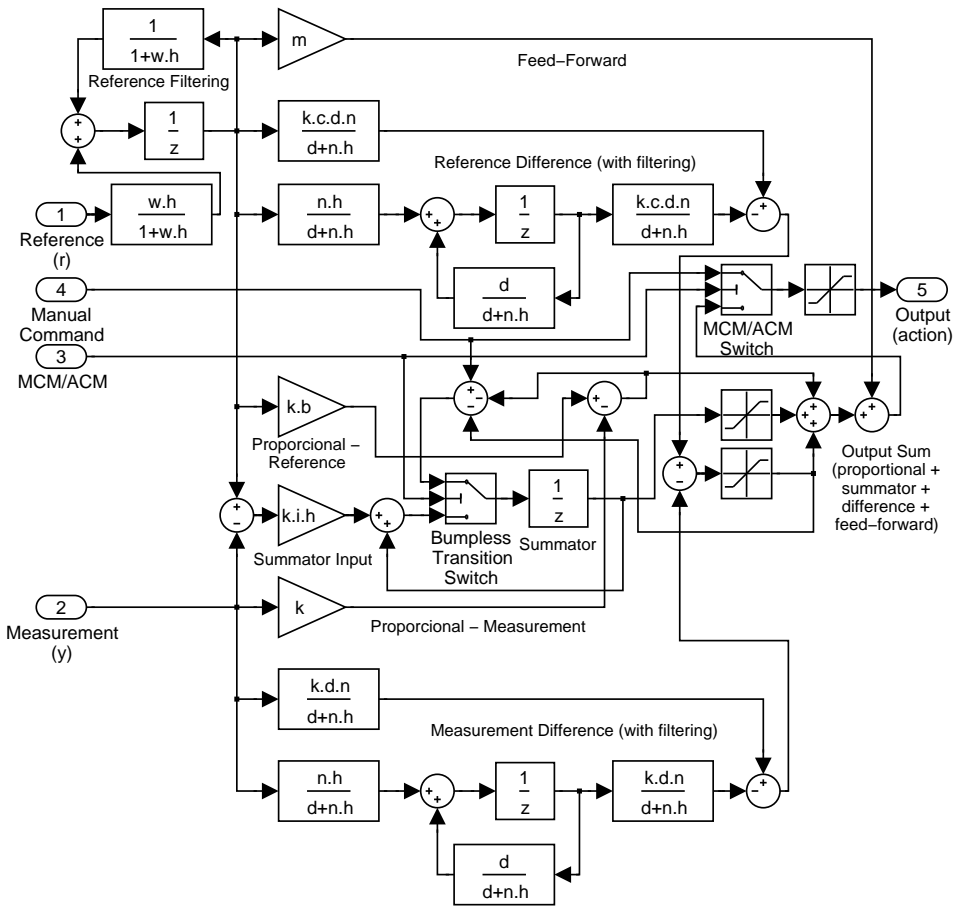 1
1+w.h
m
Reference Filtering
Feed−Forward
+
+
1
z
k.c.d.n
d+n.h
Reference Difference (with filtering)
1
w.h
1+w.h
n.h
d+n.h
+
+
1
z
k.c.d.n
d+n.h
−
+
Reference
(r)
4
d
d+n.h
5
Manual
Command
MCM/ACM
Switch
Output
(action)
3
MCM/ACM
k.b
+
−
−
+
−
+
+
+
+
Proporcional −
Reference
Output Sum
(proportional +
summator +
difference +
feed−forward)
+
−
+
−
k.i.h
+
+
1
z
Summator Input
Bumpless
Transition
Switch
Summator
2
k
Measurement
(y)
Proporcional − Measurement
k.d.n
d+n.h
Measurement Difference (with filtering)
n.h
d+n.h
+
+
1
z
k.d.n
d+n.h
−
+
d
d+n.h